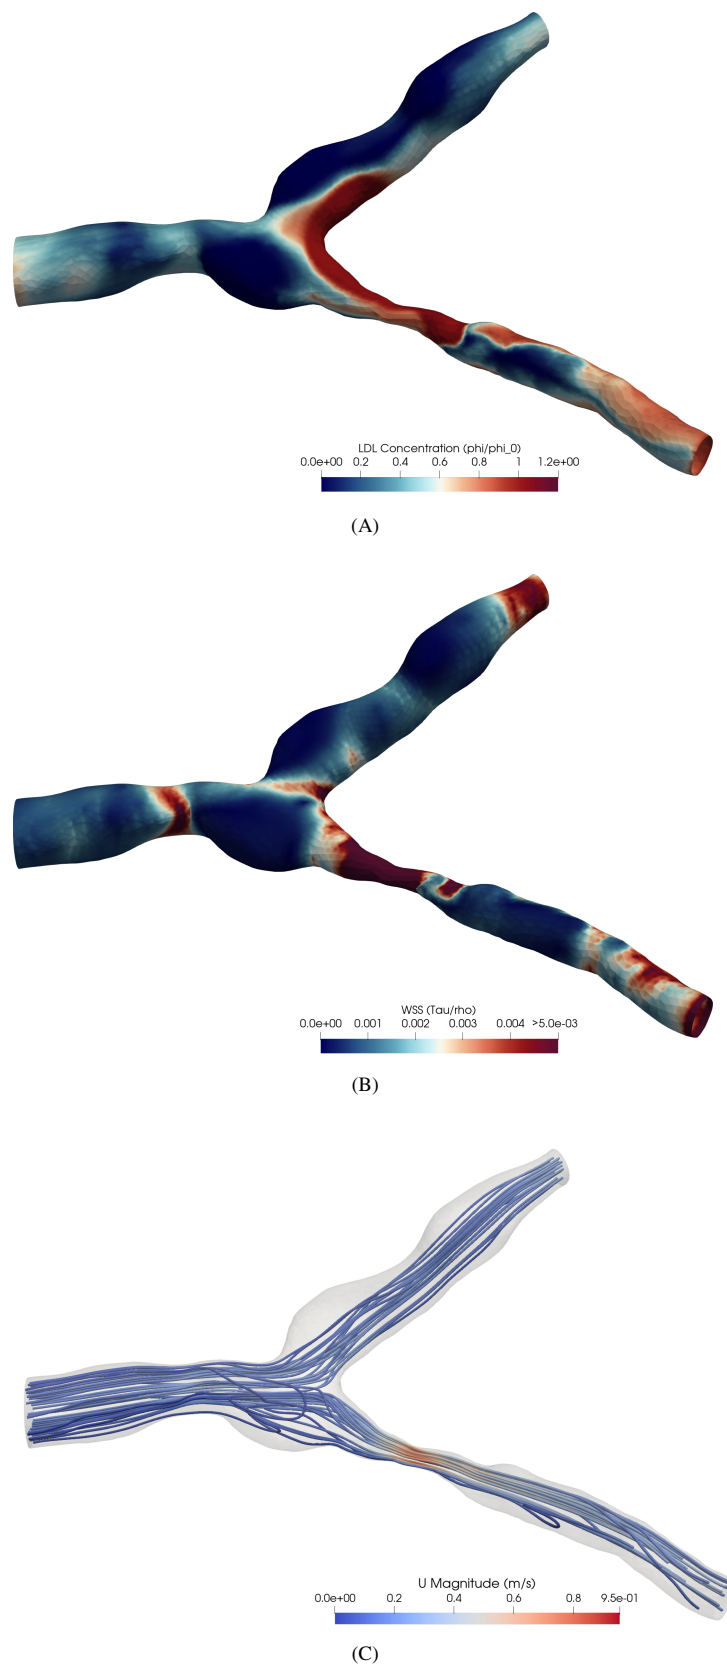 LDL Concentration (phi/phi_0)
0.0e+00 0.2 0.4 0.6 0.8 1 1.2e+00
(A)
WSS (Tau/rho)
0.0e+00 0.001 0.002 0.003 0.004 >5.0e-03
(B)
U Magnitude (m/s)
0.0e+00 0.2 0.4 0.6 0.8 9.5e-01
(C)